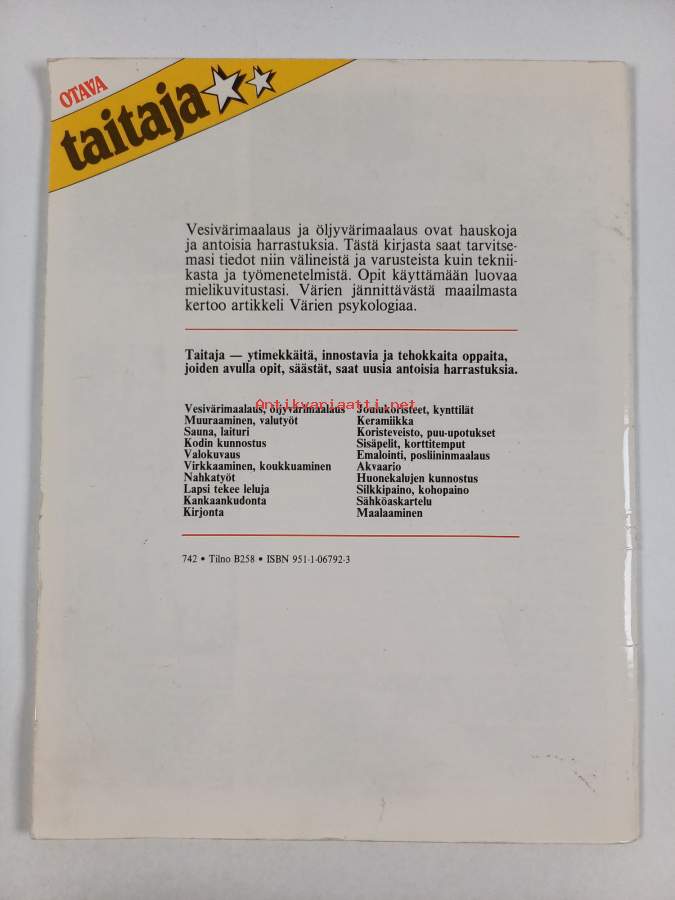 OTAVA
taitaja
Vesivärimaalaus ja öljyvärimaalaus ovat hauskoja
ja antoisia harrastuksia. Tästä kirjasta saat tarvitse-
masi tiedot niin välineistä ja varusteista kuin teknii-
kasta ja työmenetelmistä. Opit käyttämään luovaa
mielikuvitustasi. Värien jännittävästä maailmasta
kertoo artikkeli Värien psykologiaa.
Taitaja — ytimekkäitä, innostavia ja tehokkaita oppaita,
joiden avulla opit, säästät, saat uusia antoisia harrastuksia.
Antikvariaatti.net
Vesivärimaalaus, öljyvärimaalaus
Muuraaminen, valutyöt
Sauna, laituri
Kodin kunnostus
Valokuvaus
Virkkaaminen, koukkuaminen
Nahkatyöt
Lapsi tekee leluja
Kankaankudonta
Kirjonta
Joulukoristeet, kynttilät
Keramiikka
Koristeveisto, puu-upotukset
Sisäpelit, korttitemput
Emalointi, posliininmaalaus
Akvaario
Huonekalujen kunnostus
Silkkipaino, kohopaino
Sähköaskartelu
Maalaaminen
742 • Tilno B258 • ISBN 951-1-06792-3